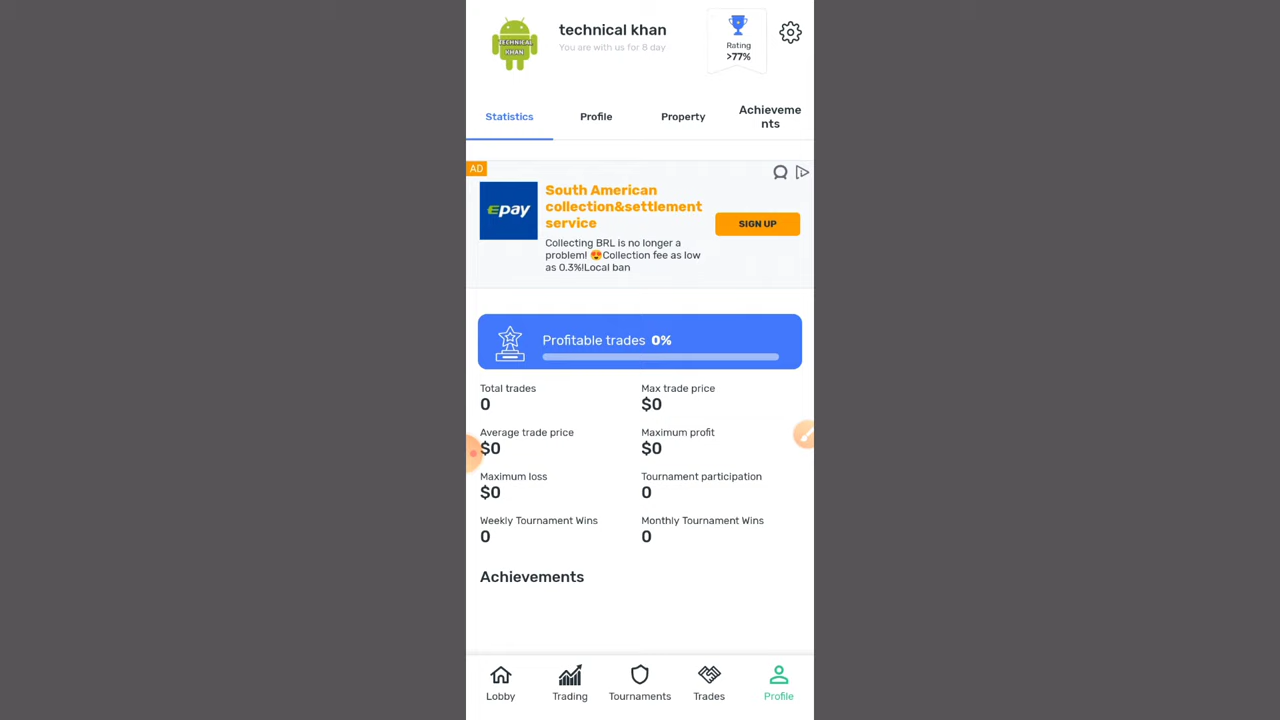 technical khan
You are with us for 8 day
TECHNICAL
KHAN
Rating
>77%
Statistics
Profile
Property
Achieveme
nts
AD
South American
collection&settlement
service
epay
SIGN UP
Collecting BRL is no longer a
problem! 😍Collection fee as low
as 0.3%!Local ban
Profitable trades 0%
Total trades
0
Max trade price
$0
Average trade price
$0
Maximum profit
$0
Maximum loss
$0
Tournament participation
0
Weekly Tournament Wins
0
Monthly Tournament Wins
0
Achievements
Lobby
Trading
Tournaments
Trades
Profile